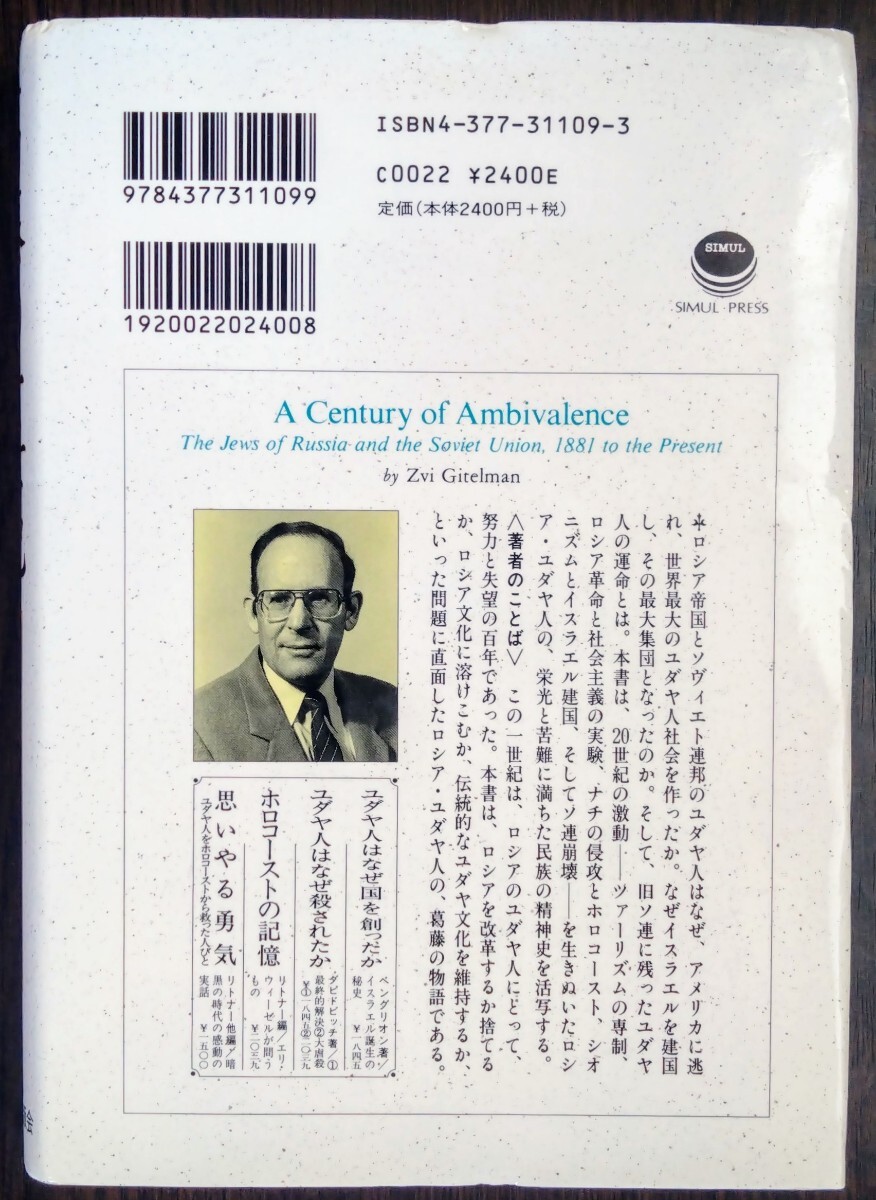 ISBN4-377-31109-3
C0022 ¥2400E
定価(本体2400円+税)
9784377311099
1920022024008
SIMUL
SIMUL PRESS
A Century of Ambivalence
The Jews of Russia and the Soviet Union, 1881 to the Present
by Zvi Gitelman
＊ロシア帝国とソヴィエト連邦のユダヤ人はなぜ、アメリカに逃
れ、世界最大のユダヤ人社会を作ったか。なぜイスラエルを建国
し、その最大集団となったのか。そして、旧ソ連に残ったユダヤ
人の運命とは。本書は、20世紀の激動――ツァーリズムの専制、
ロシア革命と社会主義の実験、ナチの侵攻とホロコースト、シオ
ニズムとイスラエル建国、そしてソ連崩壊――を生きぬいたロシ
ア・ユダヤ人の、栄光と苦難に満ちた民族の精神史を活写する。
〈著者のことば〉 この一世紀は、ロシアのユダヤ人にとって、
努力と失望の百年であった。本書は、ロシアを改革するか捨てる
か、ロシア文化に溶けこむか、伝統的なユダヤ文化を維持するか、
といった問題に直面したロシア・ユダヤ人の、葛藤の物語である。
ユダヤ人はなぜ国を創ったか
ベングリオン著／
イスラエル誕生の
秘史 ￥一八四五
ユダヤ人はなぜ殺されたか
ダビドビッチ著／①
最終的解決②大虐殺
￥①一八四五②二〇三九
ホロコーストの記憶
リトナー編／エリ・
ウィーゼルが問う
もの ￥二〇三九
思いやる勇気
ユダヤ人をホロコーストから救った人びと
リトナー他編／暗
黒の時代の感動の
実話 ￥一五〇〇